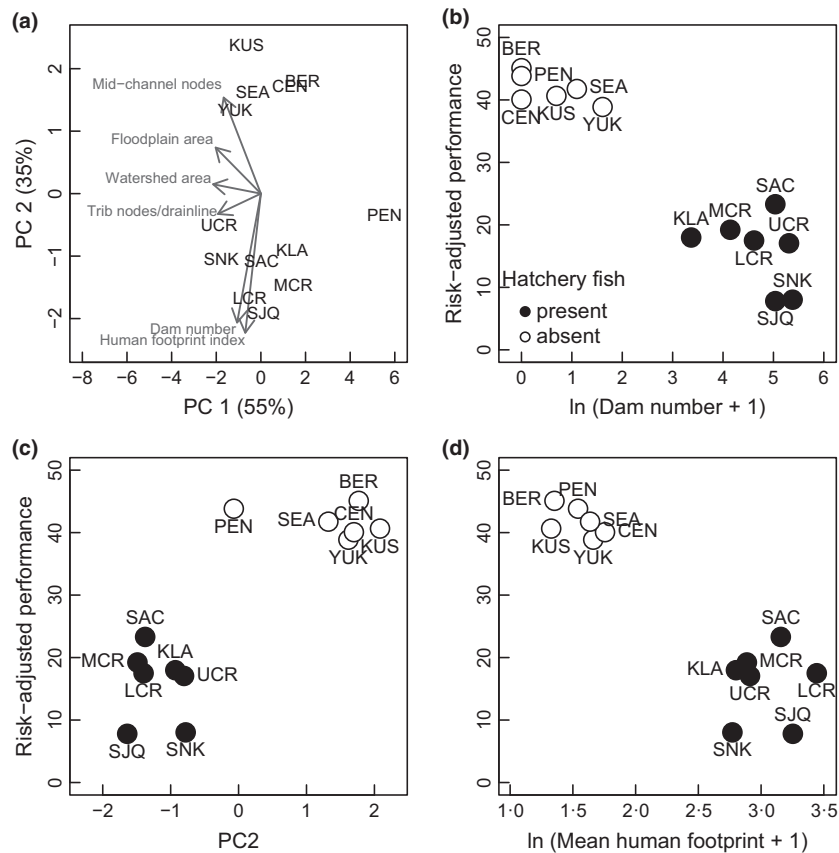 (a)
KUS
Mid-channel nodes
SEA
CEN
BER
YUK
Floodplain area
Watershed area
Trib nodes/drainline
PEN
UCR
SNK
SAC
KLA
MCR
LCR
SJQ
Dam number
Human footprint index
PC 2 (35%)
2
1
0
−1
−2
−8
−6
−4
−2
0
2
4
6
PC 1 (55%)
(b)
Risk−adjusted performance
50
40
30
20
10
0
BER
PEN
SEA
CEN
KUS
YUK
SAC
KLA
MCR
UCR
LCR
SNK
SJQ
Hatchery fish
present
absent
0
1
2
3
4
5
6
ln (Dam number + 1)
(c)
Risk−adjusted performance
50
40
30
20
10
0
BER
PEN
SEA
CEN
YUK
KUS
SAC
MCR
KLA
LCR
UCR
SJQ
SNK
−2
−1
0
1
2
PC2
(d)
50
40
30
20
10
0
BER
PEN
SEA
KUS
CEN
YUK
SAC
KLA
MCR
UCR
LCR
SJQ
SNK
1·0
1·5
2·0
2·5
3·0
3·5
ln (Mean human footprint + 1)